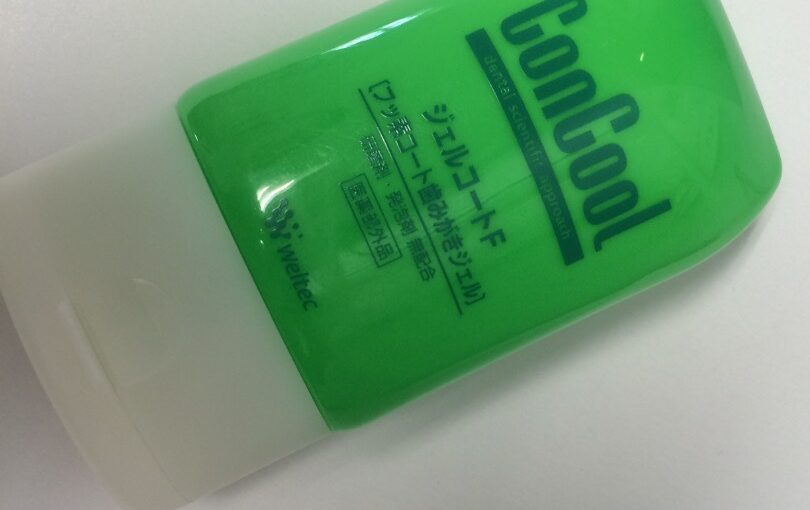 ConCool
dental scientific approach
ジェルコートF
[フッ素コート歯みがきジェル]
研磨剤・発泡剤 無配合
医薬部外品
weltec